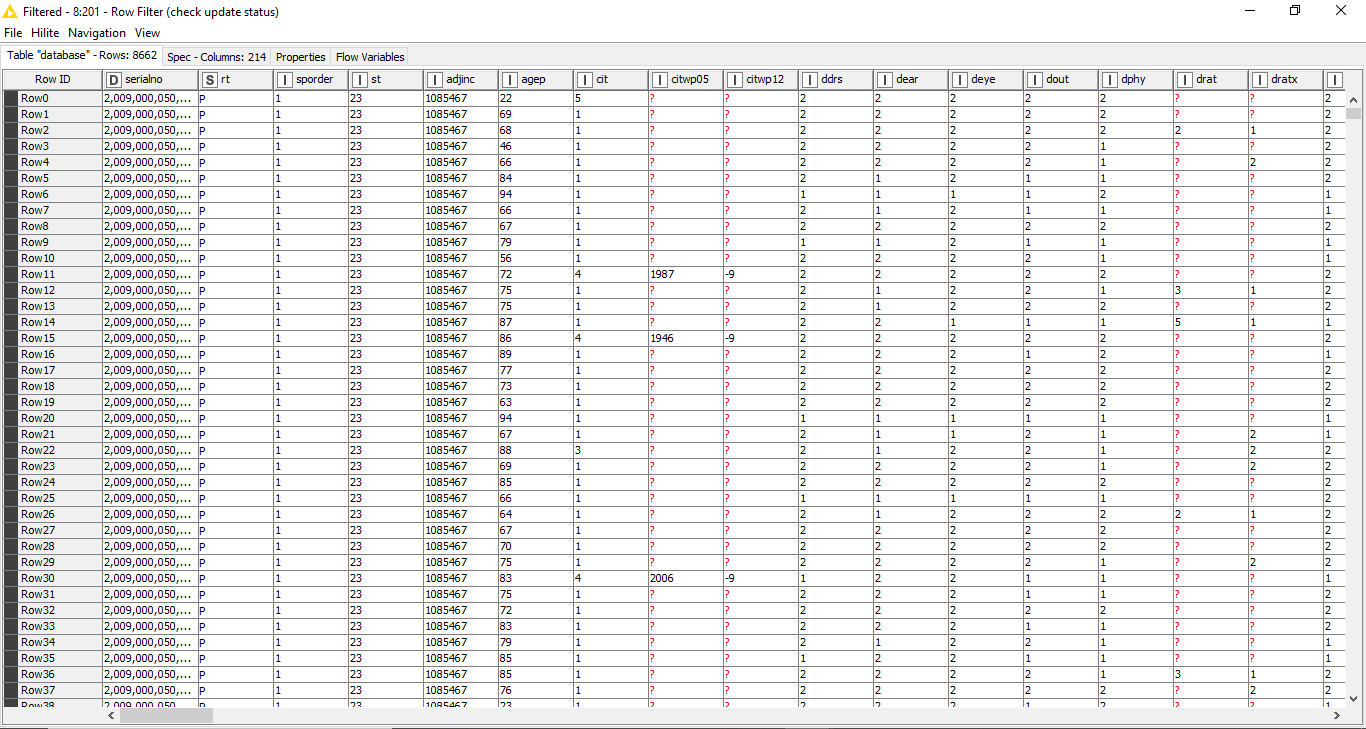 Filtered - 8:201 - Row Filter (check update status)
File Hilite Navigation View
Table "database" - Rows: 8662 Spec - Columns: 214 Properties Flow Variables
Row ID D serialno S rt I sporder I st I adjinc I agep I cit I citwp05 I citwp12 I ddrs I dear I deye I dout I dphy I drat I dratx I
Row0 2,009,000,050,... P 1 23 1085467 22 5 ? ? 2 2 2 2 2 ? ? 2
Row1 2,009,000,050,... P 1 23 1085467 69 1 ? ? 2 2 2 2 2 ? ? 2
Row2 2,009,000,050,... P 1 23 1085467 68 1 ? ? 2 2 2 2 2 2 1 2
Row3 2,009,000,050,... P 1 23 1085467 46 1 ? ? 2 2 2 2 1 ? ? 2
Row4 2,009,000,050,... P 1 23 1085467 66 1 ? ? 2 2 2 2 1 ? 2 2
Row5 2,009,000,050,... P 1 23 1085467 84 1 ? ? 2 1 2 1 1 ? ? 2
Row6 2,009,000,050,... P 1 23 1085467 94 1 ? ? 1 1 1 1 2 ? ? 1
Row7 2,009,000,050,... P 1 23 1085467 66 1 ? ? 2 1 2 1 1 ? ? 1
Row8 2,009,000,050,... P 1 23 1085467 67 1 ? ? 2 2 2 2 2 ? ? 2
Row9 2,009,000,050,... P 1 23 1085467 79 1 ? ? 1 1 2 1 1 ? ? 1
Row10 2,009,000,050,... P 1 23 1085467 56 1 ? ? 2 2 2 2 1 ? ? 1
Row11 2,009,000,050,... P 1 23 1085467 72 4 1987 -9 2 2 2 2 2 ? ? 2
Row12 2,009,000,050,... P 1 23 1085467 75 1 ? ? 2 1 2 2 1 3 1 2
Row13 2,009,000,050,... P 1 23 1085467 75 1 ? ? 2 1 2 2 2 ? ? 2
Row14 2,009,000,050,... P 1 23 1085467 87 1 ? ? 2 2 1 1 1 5 1 1
Row15 2,009,000,050,... P 1 23 1085467 86 4 1946 -9 2 2 2 2 2 ? ? 2
Row16 2,009,000,050,... P 1 23 1085467 89 1 ? ? 2 2 2 1 2 ? ? 1
Row17 2,009,000,050,... P 1 23 1085467 77 1 ? ? 2 2 2 2 2 ? ? 2
Row18 2,009,000,050,... P 1 23 1085467 73 1 ? ? 2 2 2 2 2 ? ? 2
Row19 2,009,000,050,... P 1 23 1085467 63 1 ? ? 2 2 2 2 2 ? ? 2
Row20 2,009,000,050,... P 1 23 1085467 94 1 ? ? 1 1 1 1 1 ? ? 1
Row21 2,009,000,050,... P 1 23 1085467 67 1 ? ? 2 1 1 2 1 ? 2 1
Row22 2,009,000,050,... P 1 23 1085467 88 3 ? ? 2 1 2 2 1 ? 2 2
Row23 2,009,000,050,... P 1 23 1085467 69 1 ? ? 2 2 2 2 1 ? 2 2
Row24 2,009,000,050,... P 1 23 1085467 85 1 ? ? 2 2 2 2 2 ? ? 2
Row25 2,009,000,050,... P 1 23 1085467 66 1 ? ? 1 1 1 1 1 ? ? 1
Row26 2,009,000,050,... P 1 23 1085467 64 1 ? ? 2 1 2 2 2 2 1 2
Row27 2,009,000,050,... P 1 23 1085467 67 1 ? ? 2 2 2 2 2 ? ? 2
Row28 2,009,000,050,... P 1 23 1085467 70 1 ? ? 2 2 2 2 2 ? ? 2
Row29 2,009,000,050,... P 1 23 1085467 75 1 ? ? 2 2 2 2 1 ? 2 2
Row30 2,009,000,050,... P 1 23 1085467 83 4 2006 -9 1 2 2 1 1 ? ? 1
Row31 2,009,000,050,... P 1 23 1085467 75 1 ? ? 2 2 2 1 1 ? ? 2
Row32 2,009,000,050,... P 1 23 1085467 72 1 ? ? 2 2 2 2 2 ? ? 2
Row33 2,009,000,050,... P 1 23 1085467 83 1 ? ? 2 2 2 1 1 ? ? 2
Row34 2,009,000,050,... P 1 23 1085467 79 1 ? ? 2 1 2 2 1 ? ? 1
Row35 2,009,000,050,... P 1 23 1085467 85 1 ? ? 1 2 2 1 1 ? ? 1
Row36 2,009,000,050,... P 1 23 1085467 85 1 ? ? 2 2 2 2 1 3 1 2
Row37 2,009,000,050,... P 1 23 1085467 76 1 ? ? 2 2 2 2 2 ? 2 2
Row38 2,009,000,050,... P 1 23 1085467 23 1 ? ? 2 2 2 1 2 ? ? 2